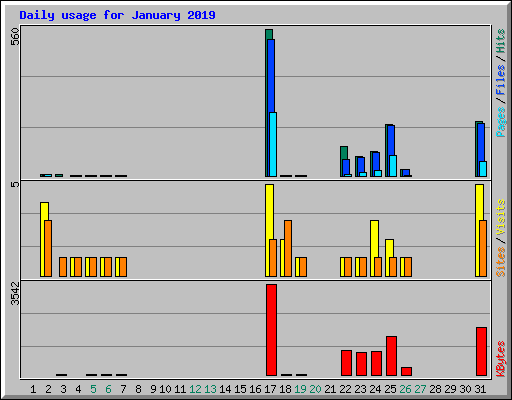 Daily usage for January 2019
560
Pages/Files/Hits
5
Sites/Visits
3542
KBytes
1 2 3 4 5 6 7 8 9 10 11 12 13 14 15 16 17 18 19 20 21 22 23 24 25 26 27 28 29 30 31